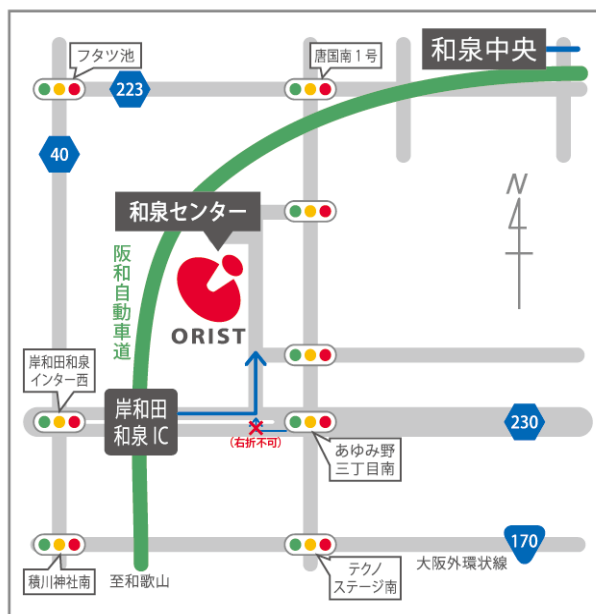 フタツ池
唐国南1号
和泉中央
223
40
N
和泉センター
阪和自動車道
ORIST
岸和田和泉
インター西
岸和田
和泉IC
(右折不可)
あゆみ野
三丁目南
230
積川神社南
至和歌山
テクノ
ステージ南
大阪外環状線
170